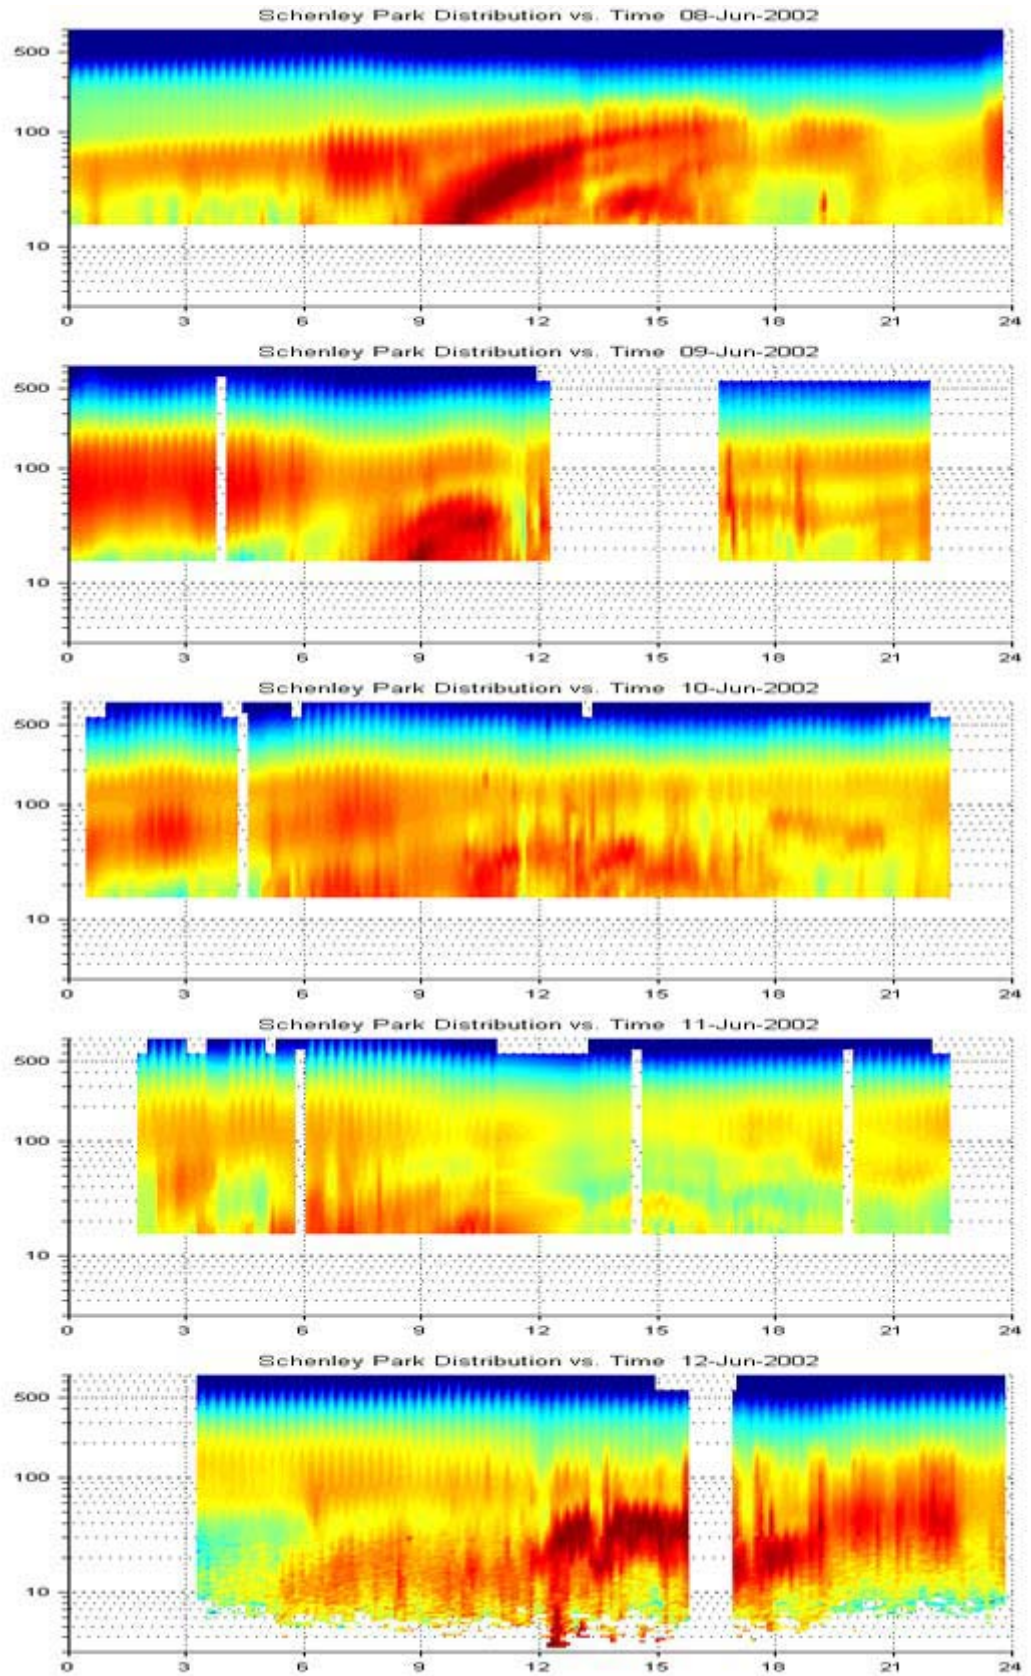 Schenley Park Distribution vs. Time 08-Jun-2002
500
100
10
0 3 6 9 12 15 18 21 24
Schenley Park Distribution vs. Time 09-Jun-2002
500
100
10
0 3 6 9 12 15 18 21 24
Schenley Park Distribution vs. Time 10-Jun-2002
500
100
10
0 3 6 9 12 15 18 21 24
Schenley Park Distribution vs. Time 11-Jun-2002
500
100
10
0 3 6 9 12 15 18 21 24
Schenley Park Distribution vs. Time 12-Jun-2002
500
100
10
0 3 6 9 12 15 18 21 24